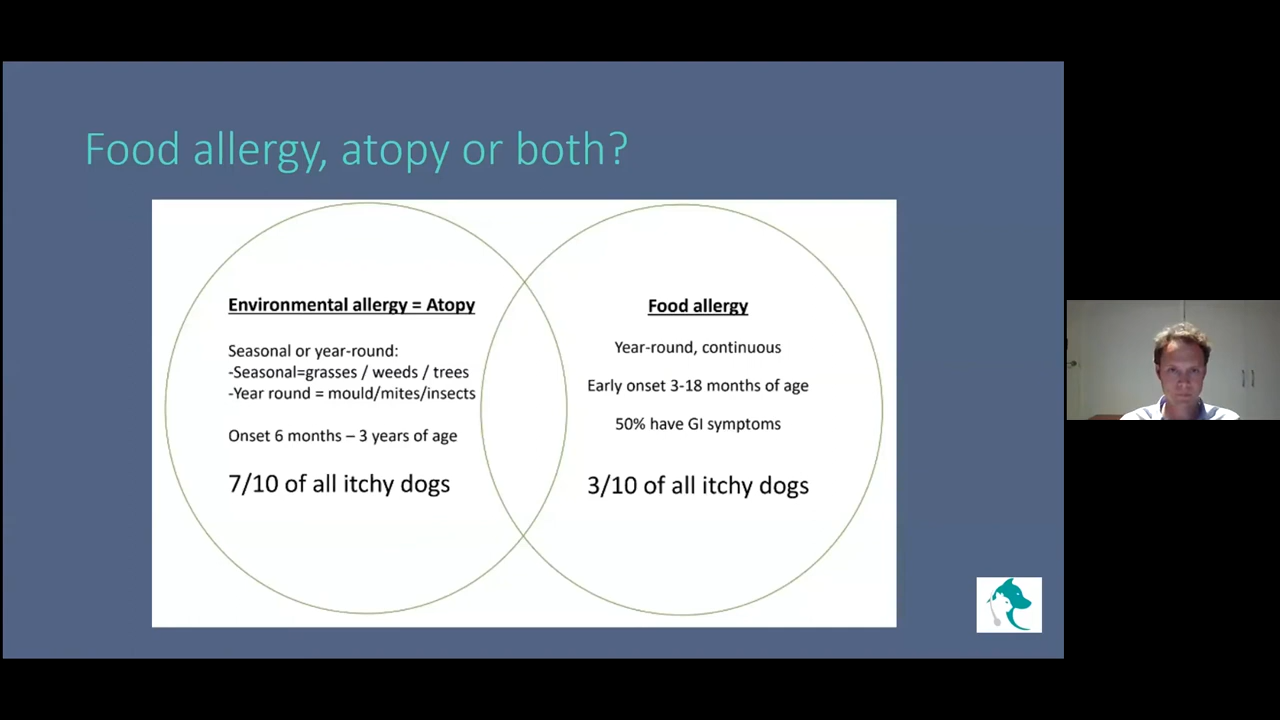 Food allergy, atopy or both?
Environmental allergy = Atopy
Seasonal or year-round:
-Seasonal=grasses / weeds / trees
-Year round = mould/mites/insects
Onset 6 months – 3 years of age
7/10 of all itchy dogs
Food allergy
Year-round, continuous
Early onset 3-18 months of age
50% have GI symptoms
3/10 of all itchy dogs